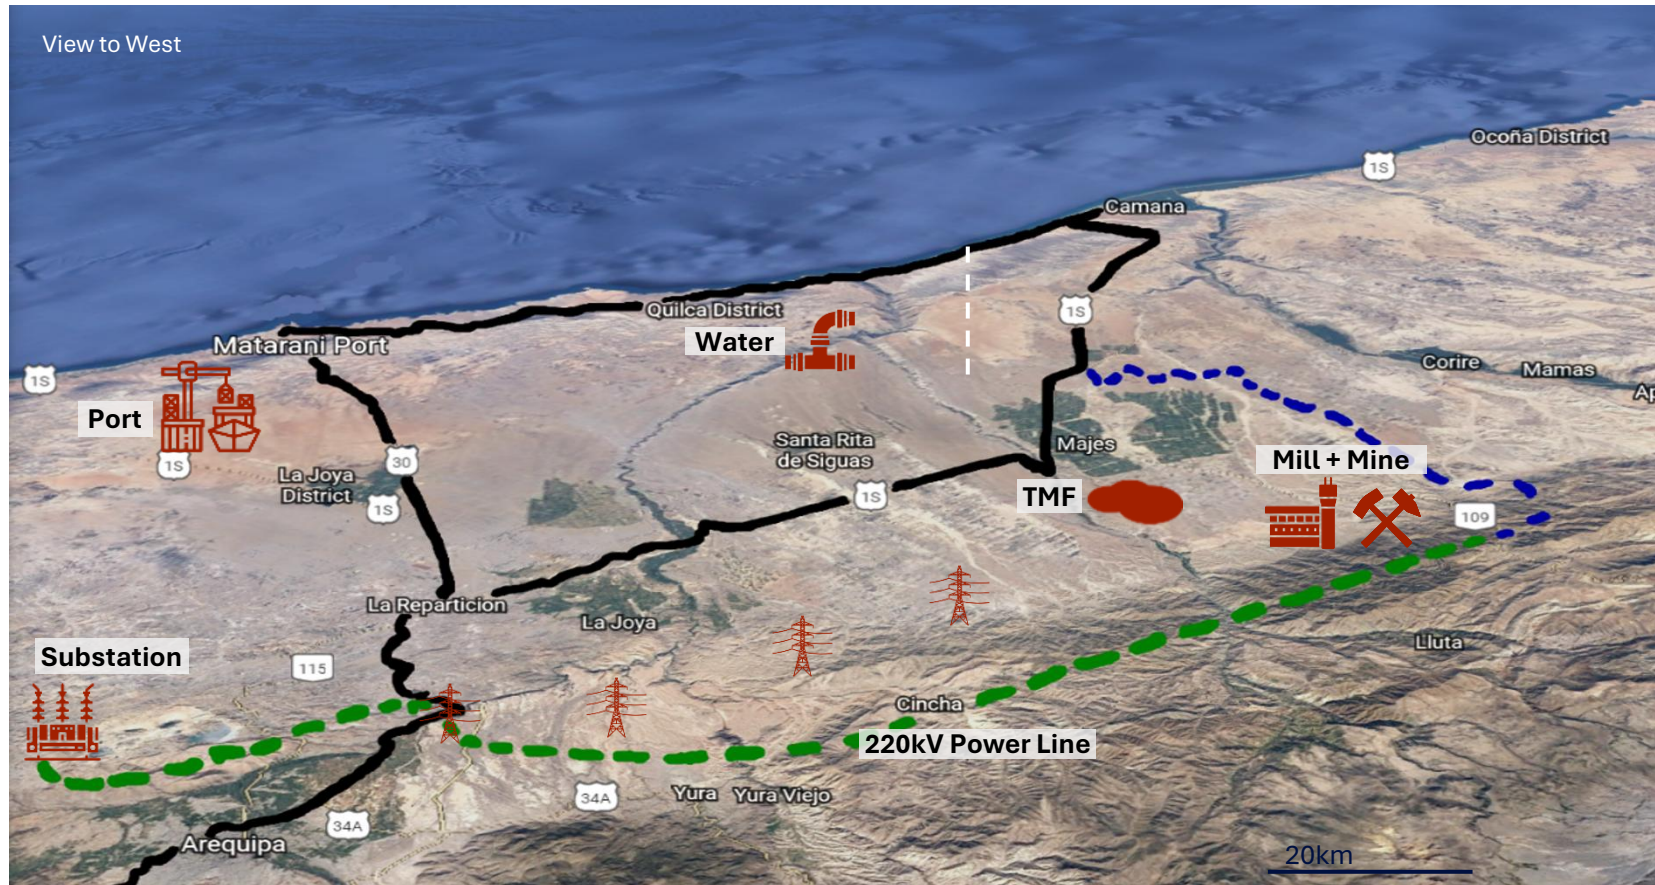 View to West
Ocoña District
1S
Camana
Quilca District
1S
Water
Matarani Port
1S
Corire
Mamas
Ap
Port
1S
30
La Joya
District
1S
Santa Rita
de Siguas
Majes
Mill + Mine
TMF
1S
109
La Reparticion
La Joya
Lluta
Substation
115
Cincha
220kV Power Line
34A
Yura
Yura Viejo
34A
Arequipa
20km